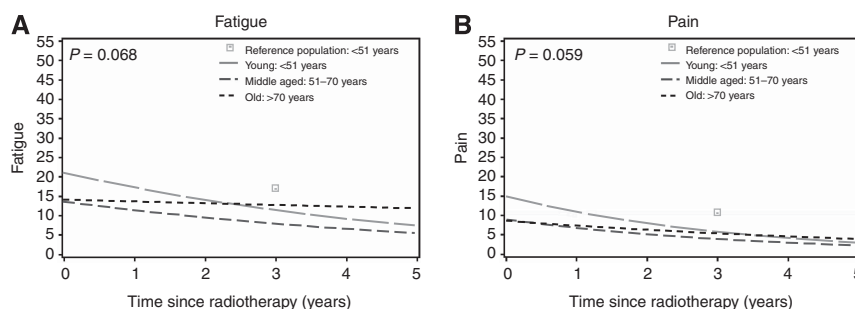 A
Fatigue
P = 0.068
Reference population: <51 years
Young: <51 years
Middle aged: 51–70 years
Old: >70 years
Fatigue
55
50
45
40
35
30
25
20
15
10
5
0
0 1 2 3 4 5
Time since radiotherapy (years)
B
Pain
P = 0.059
Reference population: <51 years
Young: <51 years
Middle aged: 51–70 years
Old: >70 years
Pain
55
50
45
40
35
30
25
20
15
10
5
0
0 1 2 3 4 5
Time since radiotherapy (years)